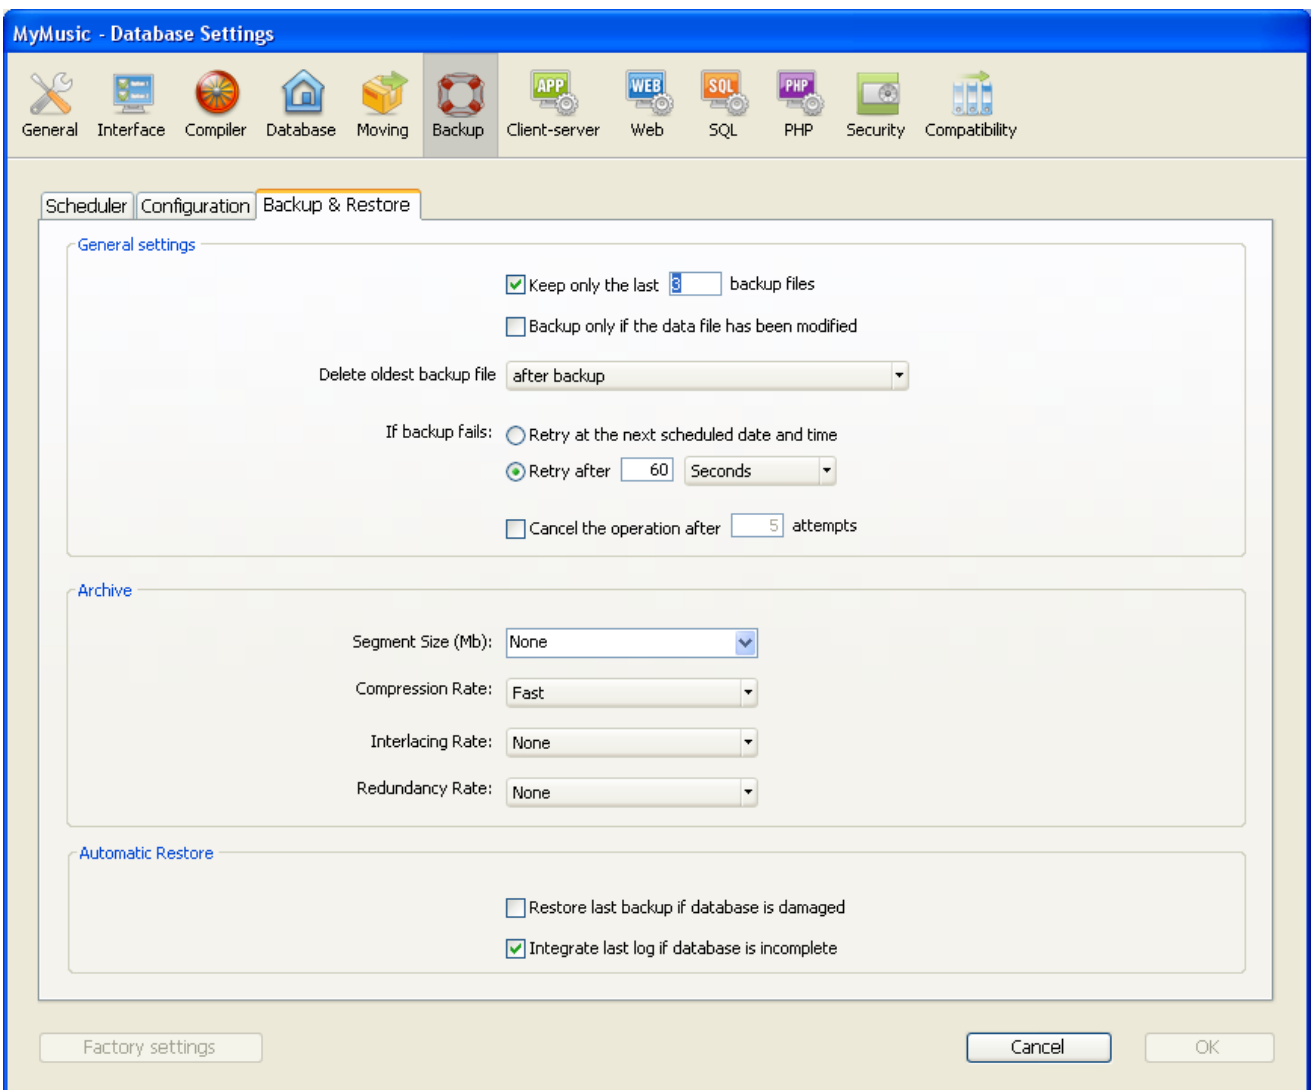 MyMusic - Database Settings
APP WEB SQL PHP
General Interface Compiler Database Moving Backup Client-server Web SQL PHP Security Compatibility
Scheduler Configuration Backup & Restore
General settings
Keep only the last 3 backup files
Backup only if the data file has been modified
Delete oldest backup file after backup
If backup fails: Retry at the next scheduled date and time
Retry after 60 Seconds
Cancel the operation after 5 attempts
Archive
Segment Size (Mb): None
Compression Rate: Fast
Interlacing Rate: None
Redundancy Rate: None
Automatic Restore
Restore last backup if database is damaged
Integrate last log if database is incomplete
Factory settings Cancel OK